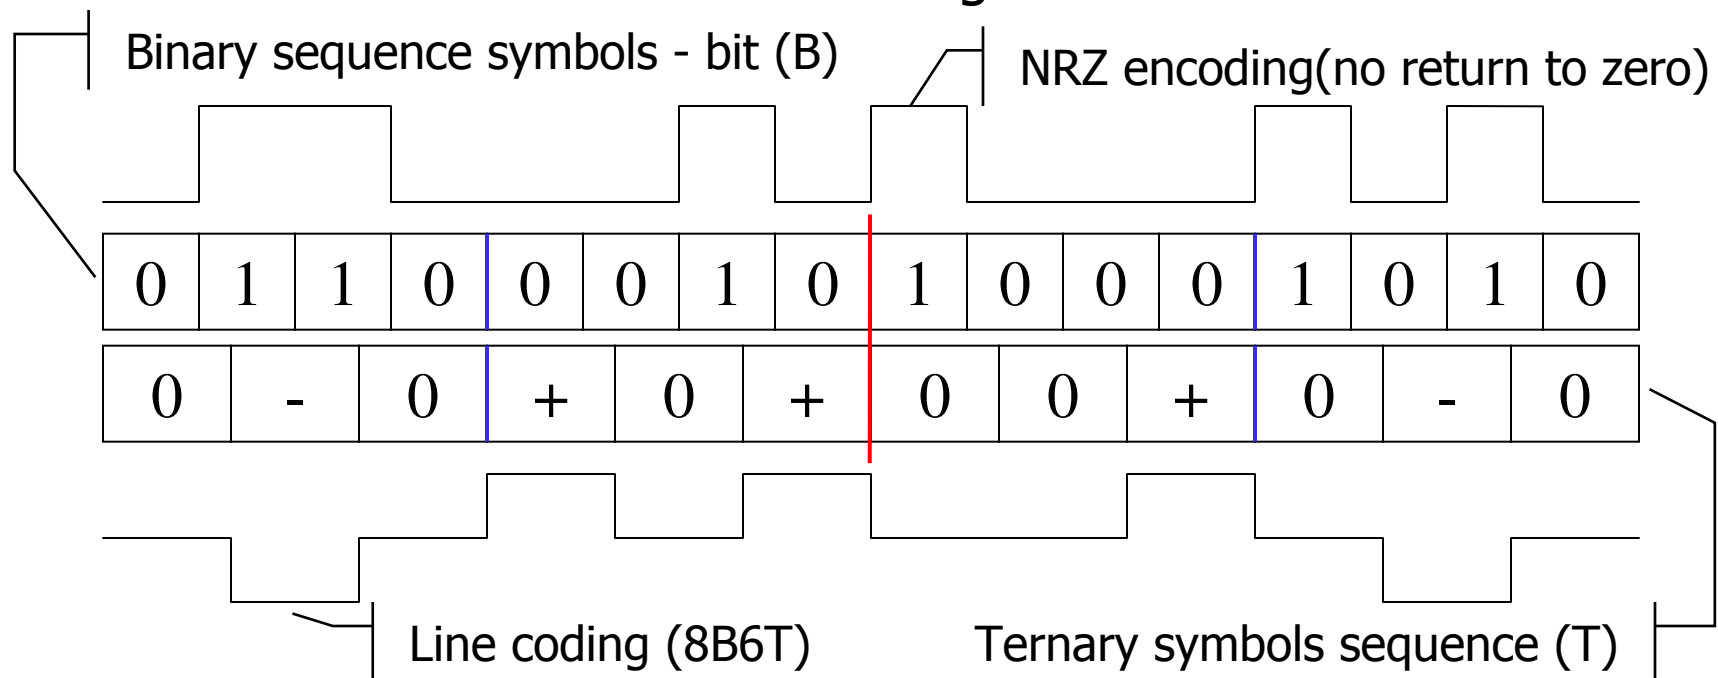 Binary sequence symbols - bit (B)
NRZ encoding(no return to zero)
0 1 1 0 0 0 1 0 1 0 0 0 1 0 1 0
0 - 0 + 0 + 0 0 + 0 - 0
Line coding (8B6T)
Ternary symbols sequence (T)